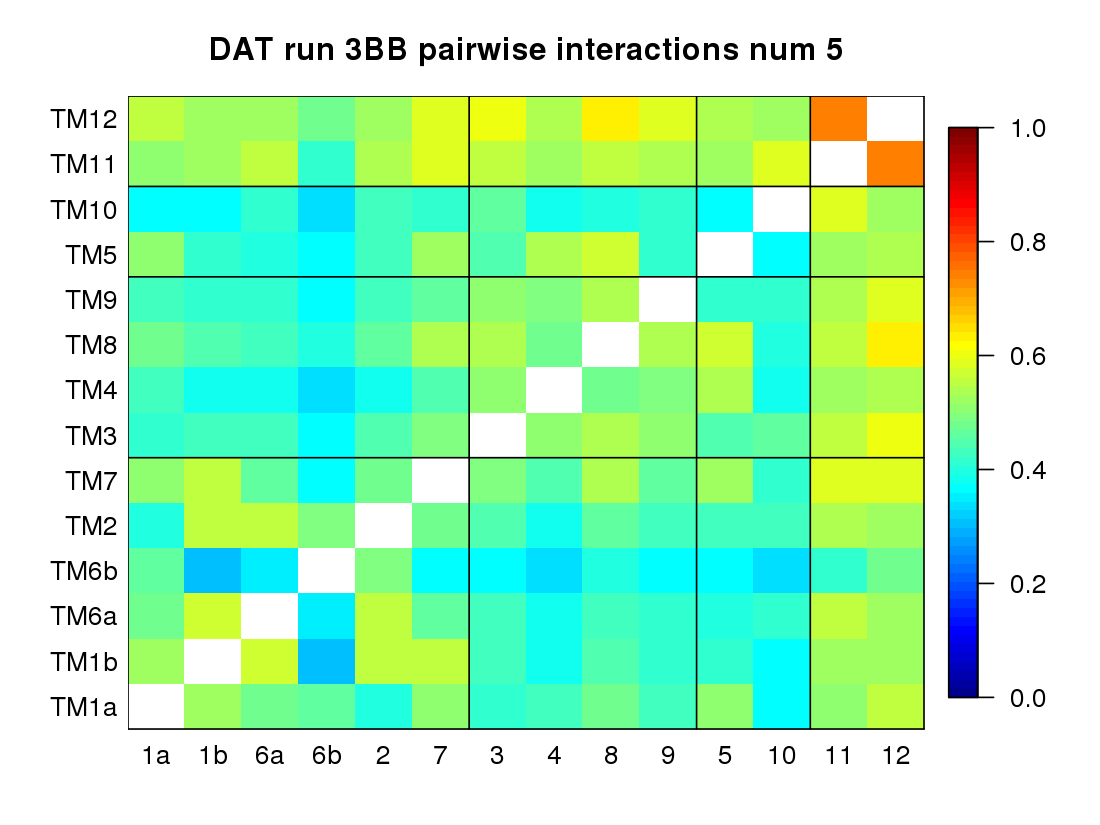 DAT run 3BB pairwise interactions num 5
TM12
TM11
TM10
TM5
TM9
TM8
TM4
TM3
TM7
TM2
TM6b
TM6a
TM1b
TM1a
1a 1b 6a 6b 2 7 3 4 8 9 5 10 11 12
1.0
0.8
0.6
0.4
0.2
0.0